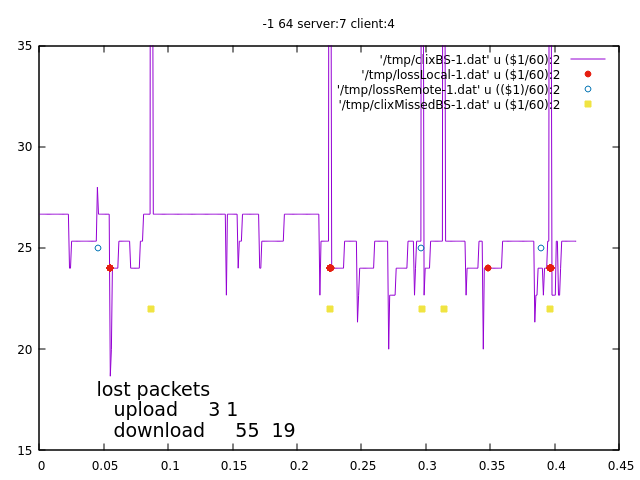 -1 64 server:7 client:4
35
30
25
20
15
'/tmp/clixBS-1.dat' u ($1/60):2
'/tmp/lossLocal-1.dat' u ($1/60):2
'/tmp/lossRemote-1.dat' u (($1)/60):2
'/tmp/clixMissedBS-1.dat' u ($1/60):2
lost packets
upload 3 1
download 55 19
0 0.05 0.1 0.15 0.2 0.25 0.3 0.35 0.4 0.45